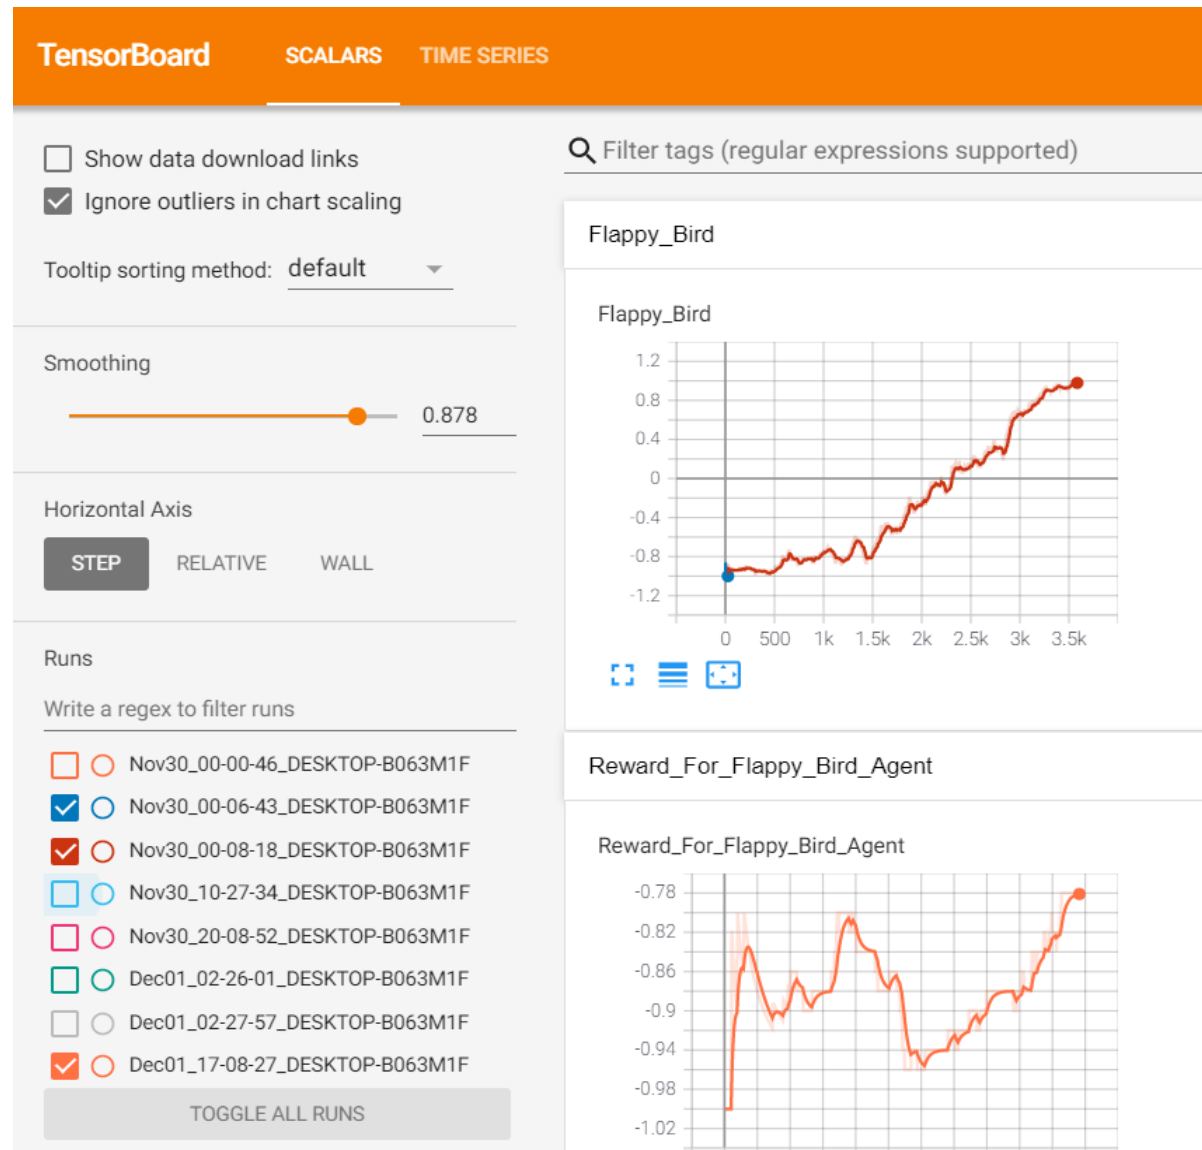 TensorBoard SCALARS TIME SERIES
Show data download links
Ignore outliers in chart scaling
Tooltip sorting method: default
Smoothing
0.878
Horizontal Axis
STEP RELATIVE WALL
Runs
Write a regex to filter runs
Nov30_00-00-46_DESKTOP-B063M1F
Nov30_00-06-43_DESKTOP-B063M1F
Nov30_00-08-18_DESKTOP-B063M1F
Nov30_10-27-34_DESKTOP-B063M1F
Nov30_20-08-52_DESKTOP-B063M1F
Dec01_02-26-01_DESKTOP-B063M1F
Dec01_02-27-57_DESKTOP-B063M1F
Dec01_17-08-27_DESKTOP-B063M1F
TOGGLE ALL RUNS
Filter tags (regular expressions supported)
Flappy_Bird
Flappy_Bird
1.2
0.8
0.4
0
-0.4
-0.8
-1.2
0 500 1k 1.5k 2k 2.5k 3k 3.5k
Reward_For_Flappy_Bird_Agent
Reward_For_Flappy_Bird_Agent
-0.78
-0.82
-0.86
-0.9
-0.94
-0.98
-1.02